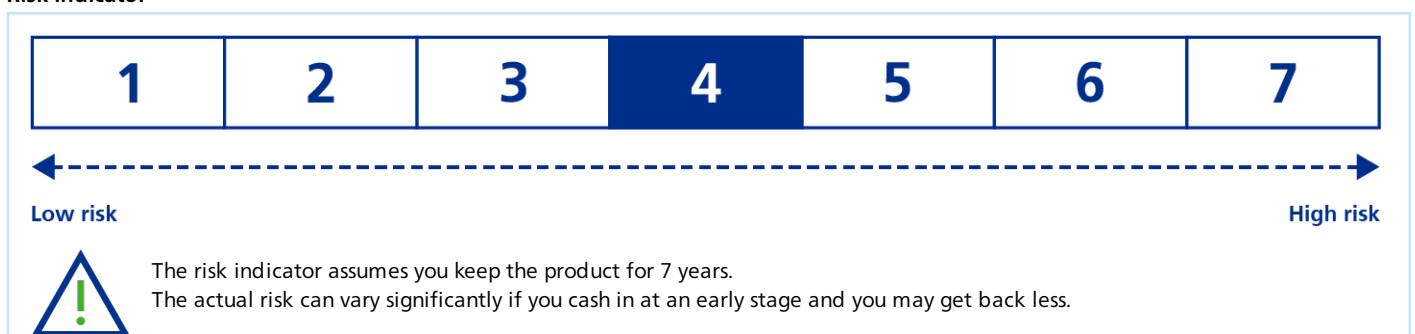 Risk Indicator
1 2 3 4 5 6 7
Low risk High risk
The risk indicator assumes you keep the product for 7 years.
The actual risk can vary significantly if you cash in at an early stage and you may get back less.